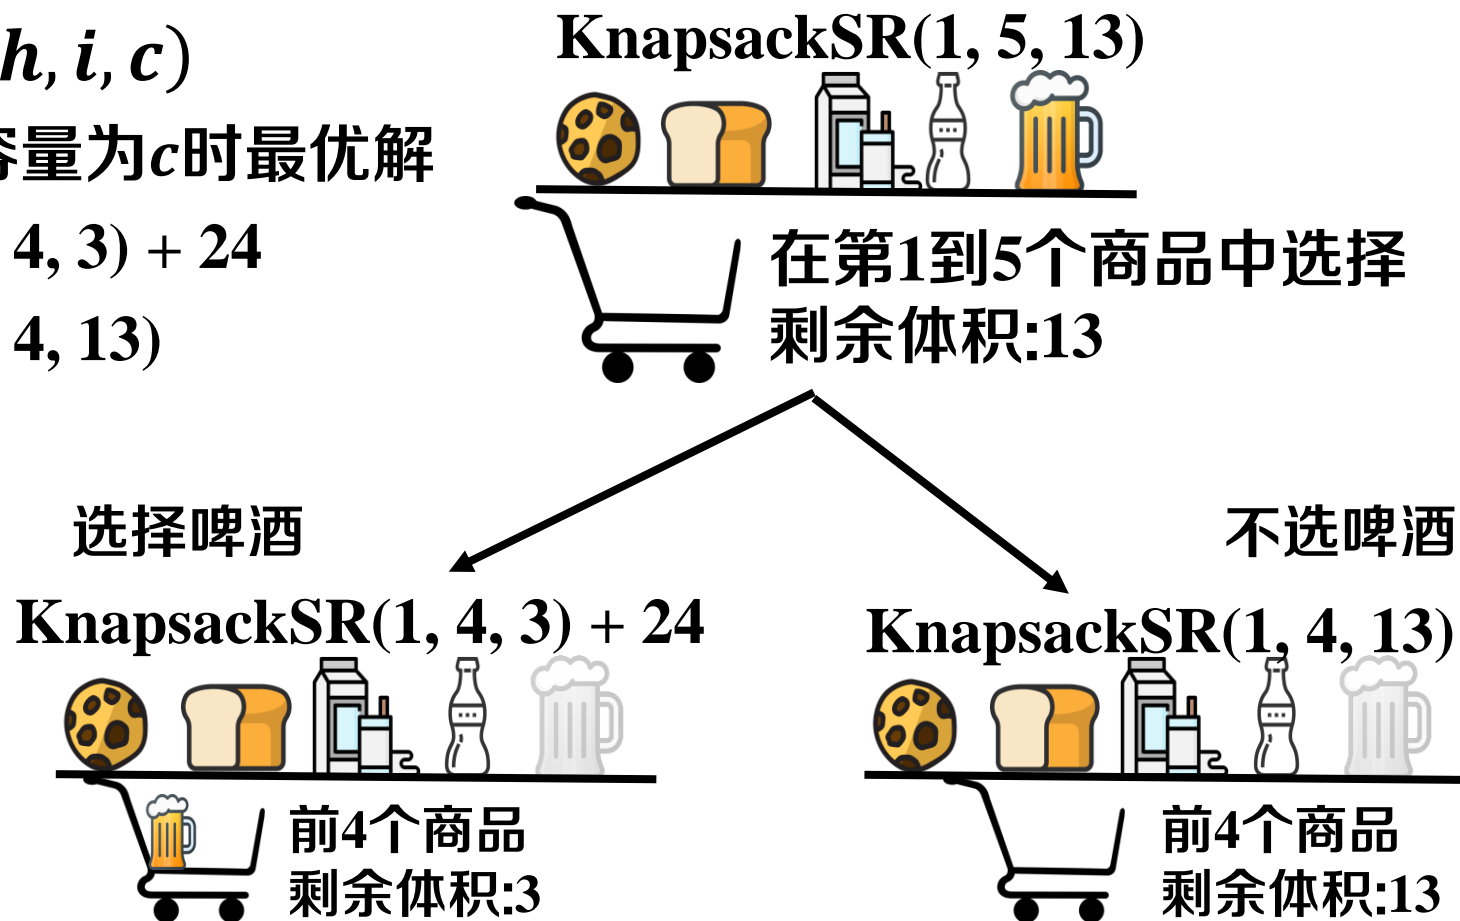 h, i, c)
容量为c时最优解
4, 3) + 24
4, 13)
KnapsackSR(1, 5, 13)
在第1到5个商品中选择
剩余体积:13
选择啤酒
KnapsackSR(1, 4, 3) + 24
前4个商品
剩余体积:3
不选啤酒
KnapsackSR(1, 4, 13)
前4个商品
剩余体积:13